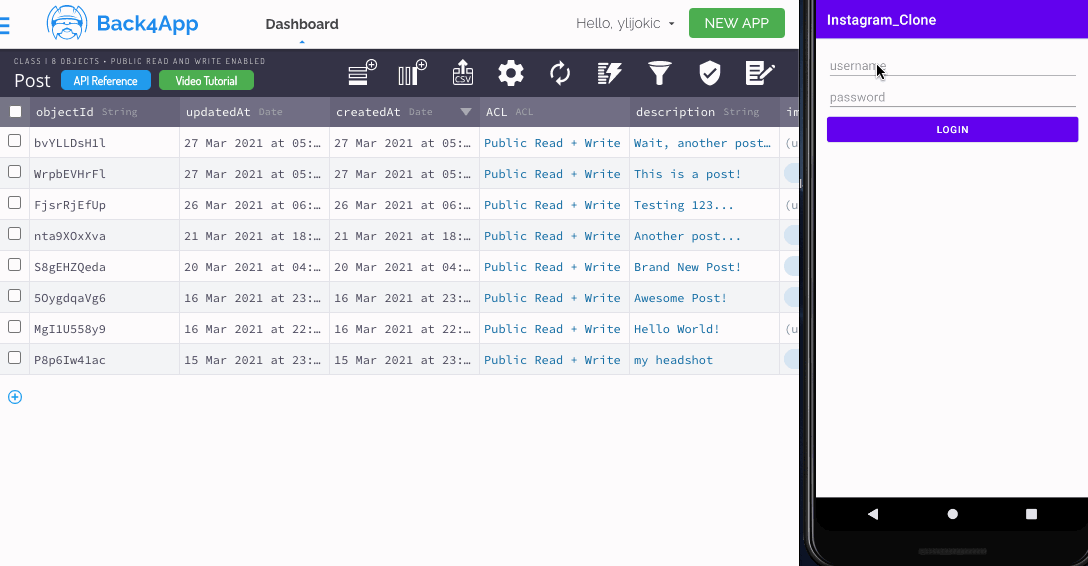 Back4App
Dashboard
Hello, ylijokic
NEW APP
CLASS | 8 OBJECTS • PUBLIC READ AND WRITE ENABLED
Post
API Reference
Video Tutorial
CSV
objectId String updatedAt Date createdAt Date ACL ACL description String im
bvYLLDsH1l 27 Mar 2021 at 05:… 27 Mar 2021 at 05:… Public Read + Write Wait, another post… (u
WrpbEVHrFl 27 Mar 2021 at 05:… 27 Mar 2021 at 05:… Public Read + Write This is a post!
FjsrRjEfUp 26 Mar 2021 at 06:… 26 Mar 2021 at 06:… Public Read + Write Testing 123... (u
nta9XOxXva 21 Mar 2021 at 18:… 21 Mar 2021 at 18:… Public Read + Write Another post...
S8gEHZQeda 20 Mar 2021 at 04:… 20 Mar 2021 at 04:… Public Read + Write Brand New Post!
5OygdqaVg6 16 Mar 2021 at 23:… 16 Mar 2021 at 23:… Public Read + Write Awesome Post!
MgI1U558y9 16 Mar 2021 at 22:… 16 Mar 2021 at 22:… Public Read + Write Hello World! (u
P8p6Iw41ac 15 Mar 2021 at 23:… 15 Mar 2021 at 23:… Public Read + Write my headshot
Instagram_Clone
username
password
LOGIN